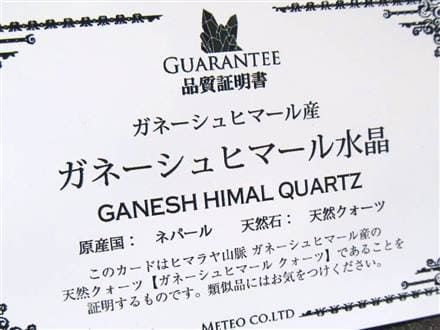 GUARANTEE
品質証明書
ガネーシュヒマール産
ガネーシュヒマール水晶
GANESH HIMAL QUARTZ
原産国： ネパール　天然石： 天然クォーツ
このカードはヒマラヤ山脈 ガネーシュヒマール産の
天然クォーツ【ガネーシュヒマール クォーツ】であることを
証明するものです。類似品にはお気をつけください。
METEO CO.LTD